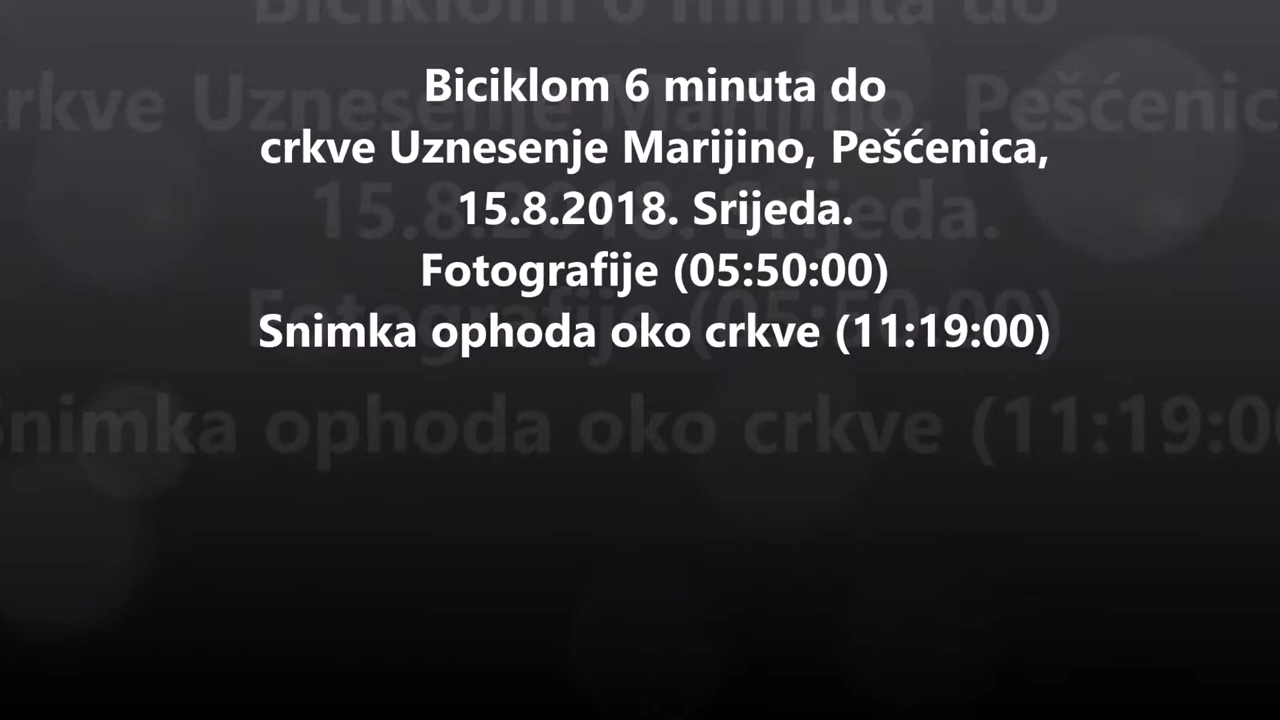 Biciklom 6 minuta do
crkve Uznesenje Marijino, Pešćenica,
15.8.2018. Srijeda.
Fotografije (05:50:00)
Snimka ophoda oko crkve (11:19:00)